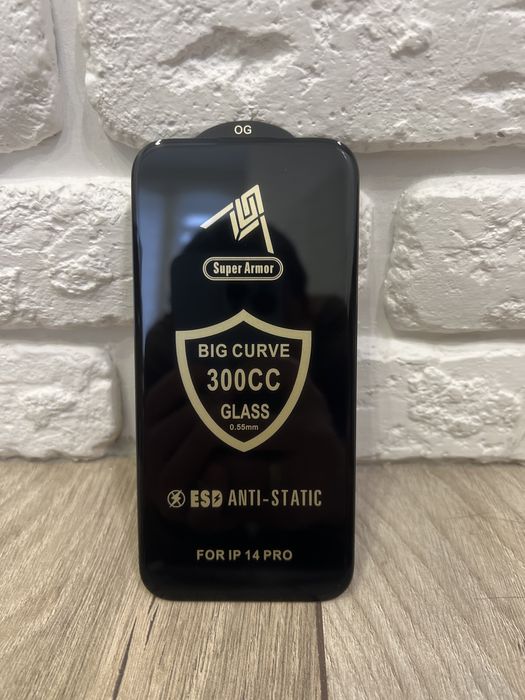 OG
Super Armor
BIG CURVE
300CC
GLASS
0.55mm
ESD ANTI-STATIC
FOR IP 14 PRO